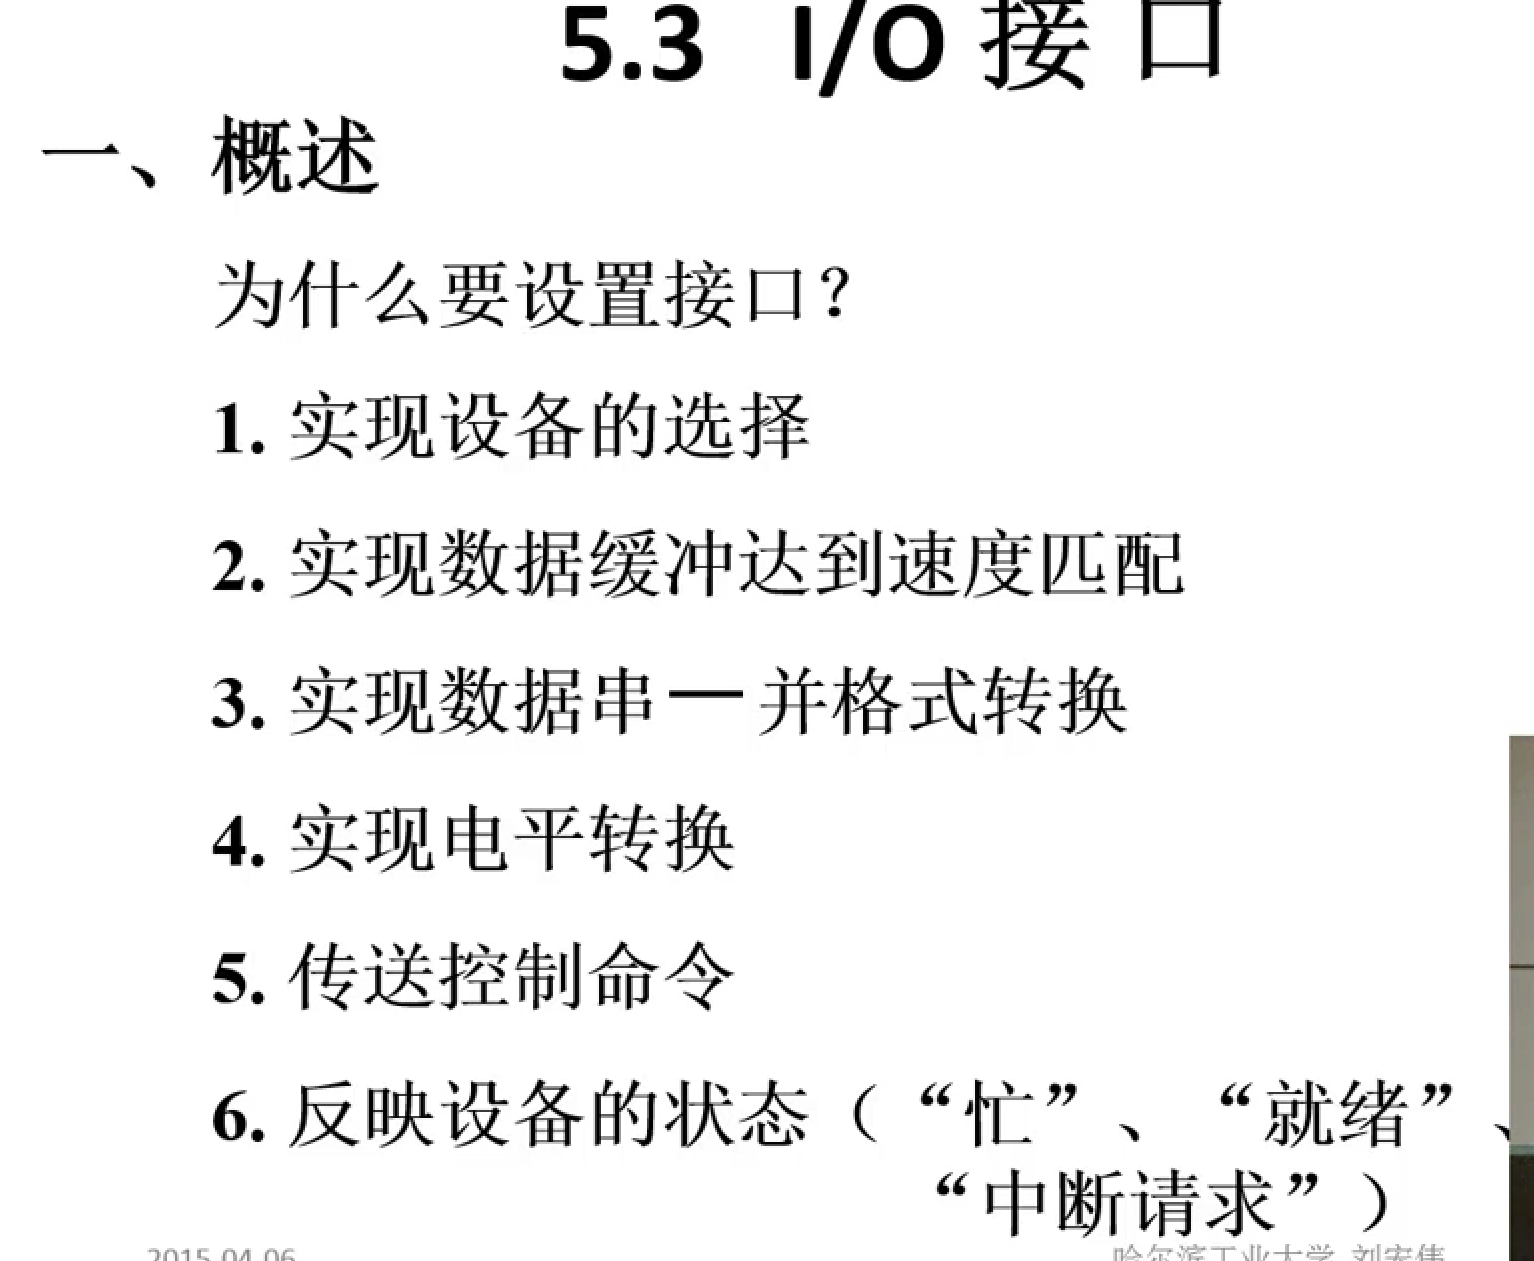 5.3 I/O 接 口
一、概述
为什么要设置接口?
1. 实现设备的选择
2. 实现数据缓冲达到速度匹配
3. 实现数据串 — 并格式转换
4. 实现电平转换
5. 传送控制命令
6. 反映设备的状态（“忙”、“就绪”、
“中断请求”）
2015-04-06 哈尔滨工业大学 刘宏伟